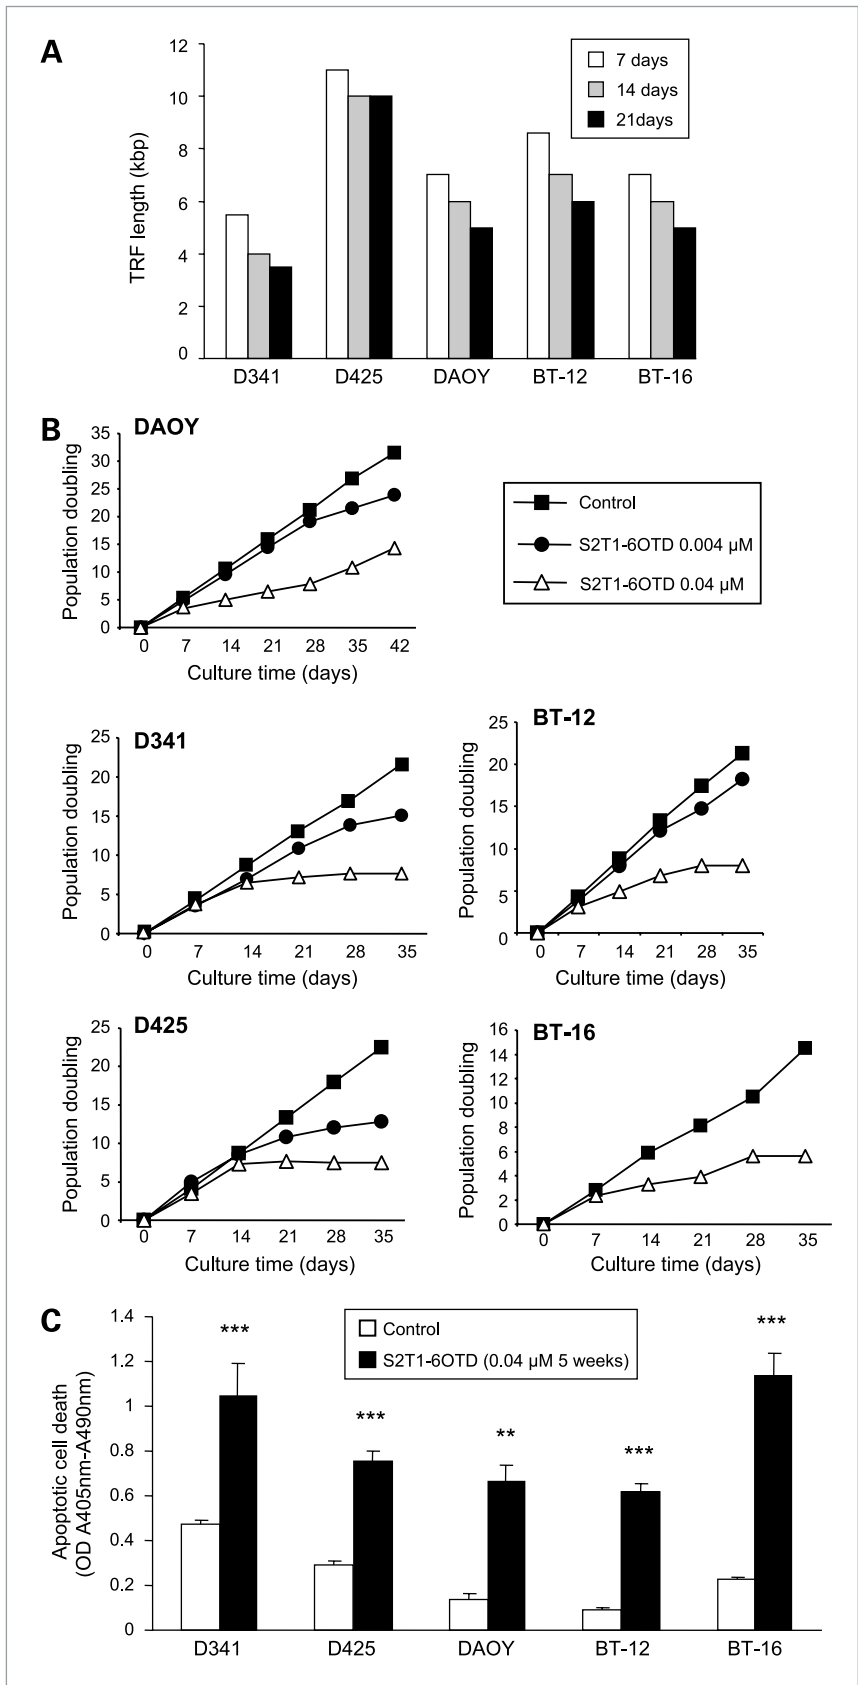 A
12
10
8
6
4
2
0
TRF length (kbp)
7 days
14 days
21days
D341 D425 DAOY BT-12 BT-16
B
DAOY
35
30
25
20
15
10
5
0
Population doubling
0 7 14 21 28 35 42
Culture time (days)
Control
S2T1-6OTD 0.004 µM
S2T1-6OTD 0.04 µM
D341
25
20
15
10
5
0
Population doubling
0 7 14 21 28 35
Culture time (days)
BT-12
25
20
15
10
5
0
Population doubling
0 7 14 21 28 35
Culture time (days)
D425
25
20
15
10
5
0
Population doubling
0 7 14 21 28 35
Culture time (days)
BT-16
16
14
12
10
8
6
4
2
0
Population doubling
0 7 14 21 28 35
Culture time (days)
C
1.4
1.2
1
0.8
0.6
0.4
0.2
0
Apoptotic cell death
(OD A405nm-A490nm)
Control
S2T1-6OTD (0.04 µM 5 weeks)
*** *** ** *** ***
D341 D425 DAOY BT-12 BT-16